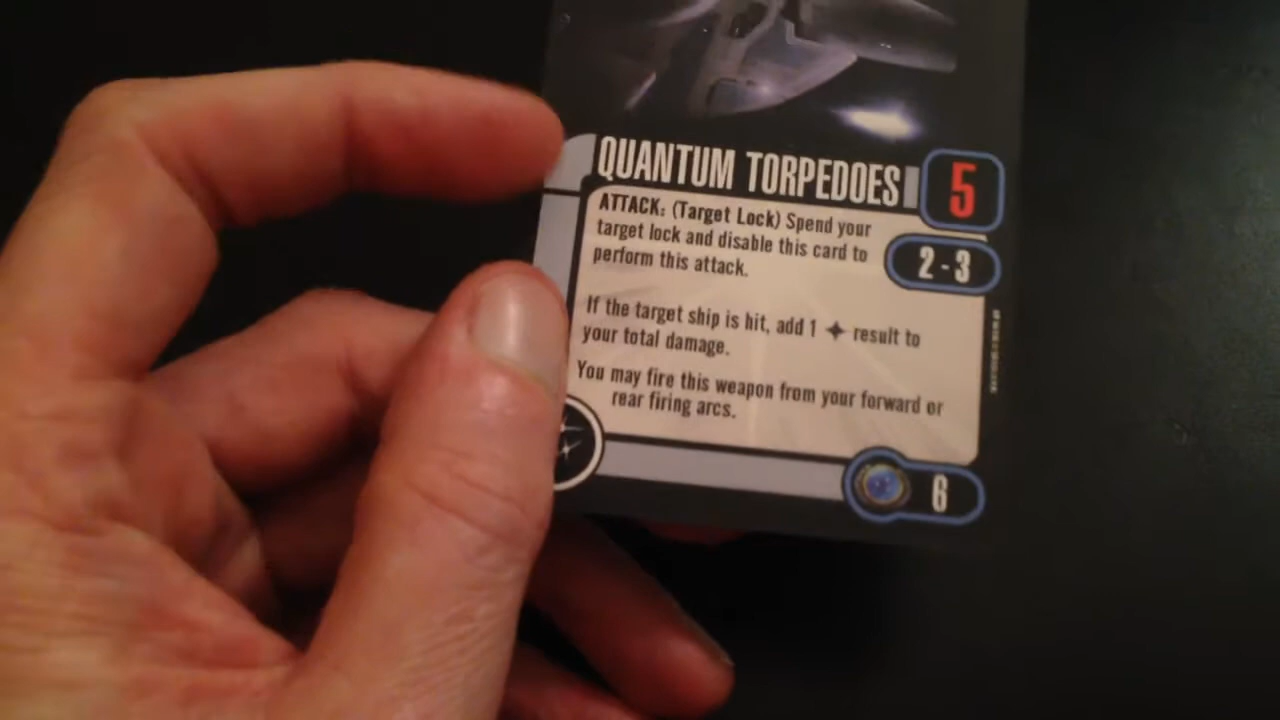 QUANTUM TORPEDOES
5
ATTACK: (Target Lock) Spend your
target lock and disable this card to
perform this attack.
2 - 3
If the target ship is hit, add 1 result to
your total damage.
You may fire this weapon from your forward or
rear firing arcs.
6